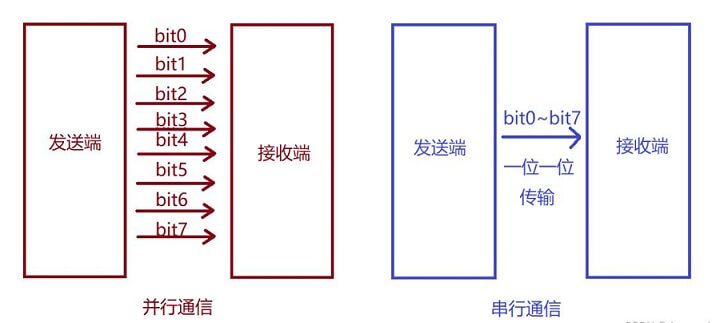 发送端
bit0
bit1
bit2
bit3
bit4
bit5
bit6
bit7
接收端
并行通信
发送端
bit0~bit7
一位一位
传输
接收端
串行通信